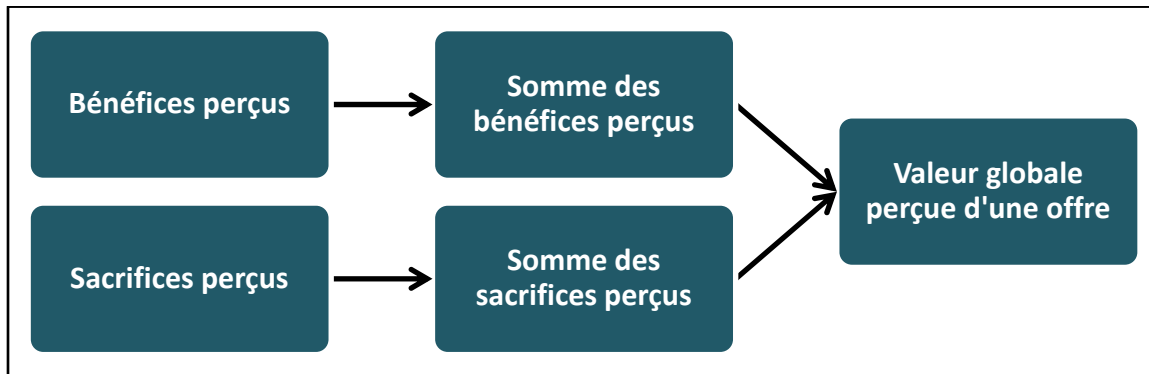 Bénéfices perçus
Somme des
bénéfices perçus
Valeur globale
perçue d'une offre
Sacrifices perçus
Somme des
sacrifices perçus